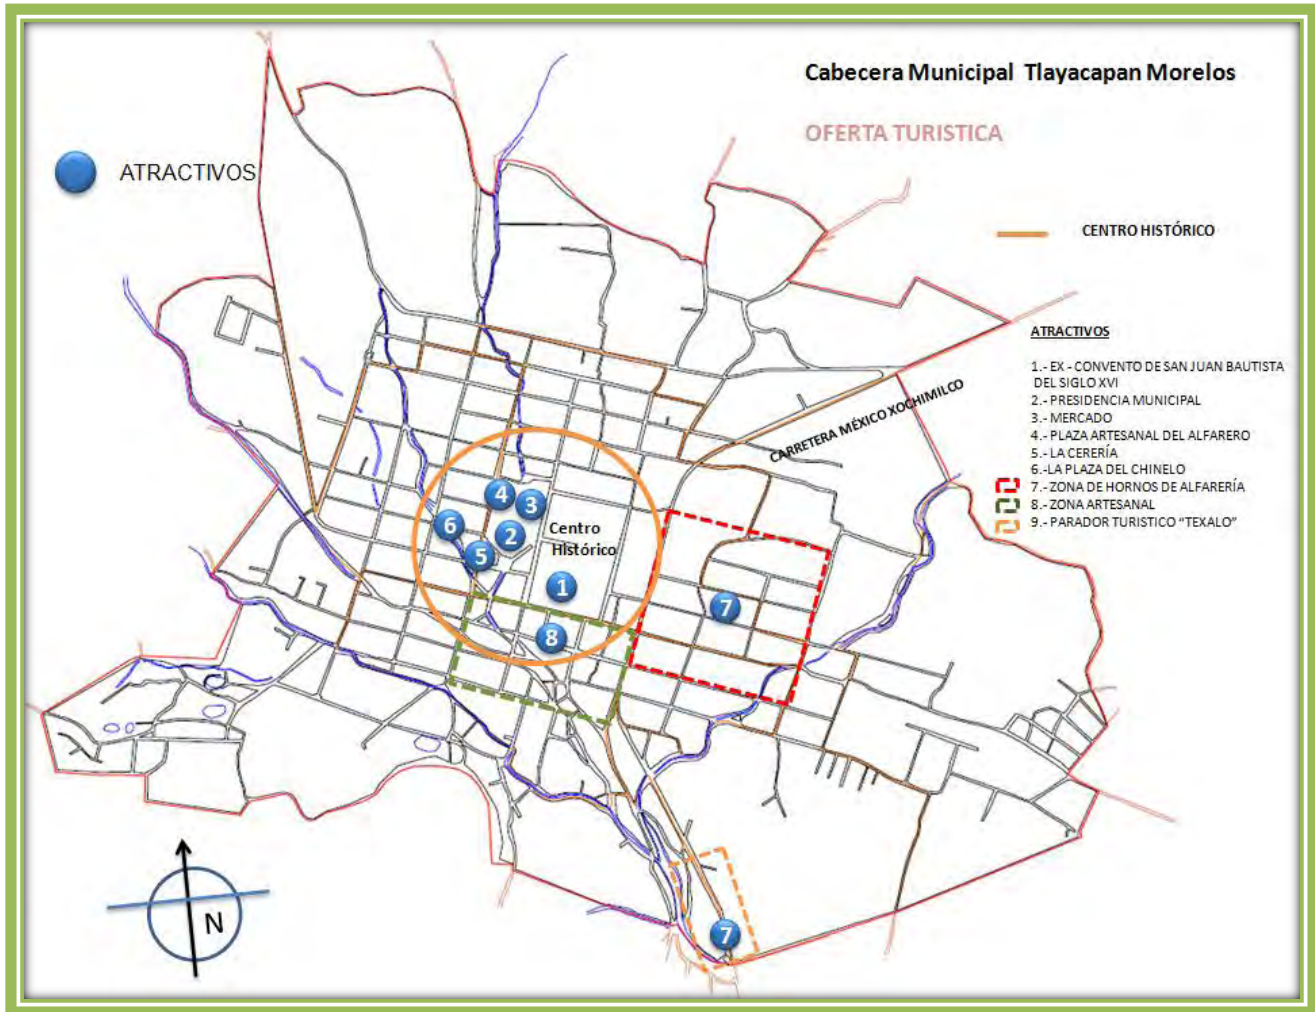 Cabecera Municipal Tlayacapan Morelos
OFERTA TURISTICA
ATRACTIVOS
CENTRO HISTÓRICO
ATRACTIVOS
1.- EX - CONVENTO DE SAN JUAN BAUTISTA
DEL SIGLO XVI
2.- PRESIDENCIA MUNICIPAL
3.- MERCADO
4.- PLAZA ARTESANAL DEL ALFARERO
5.- LA CERERÍA
6.-LA PLAZA DEL CHINELO
7.- ZONA DE HORNOS DE ALFARERÍA
8.- ZONA ARTESANAL
9.- PARADOR TURISTICO "TEXALO"
CARRETERA MÉXICO XOCHIMILCO
4
3
6
2
Centro
Histórico
5
1
7
8
7
N